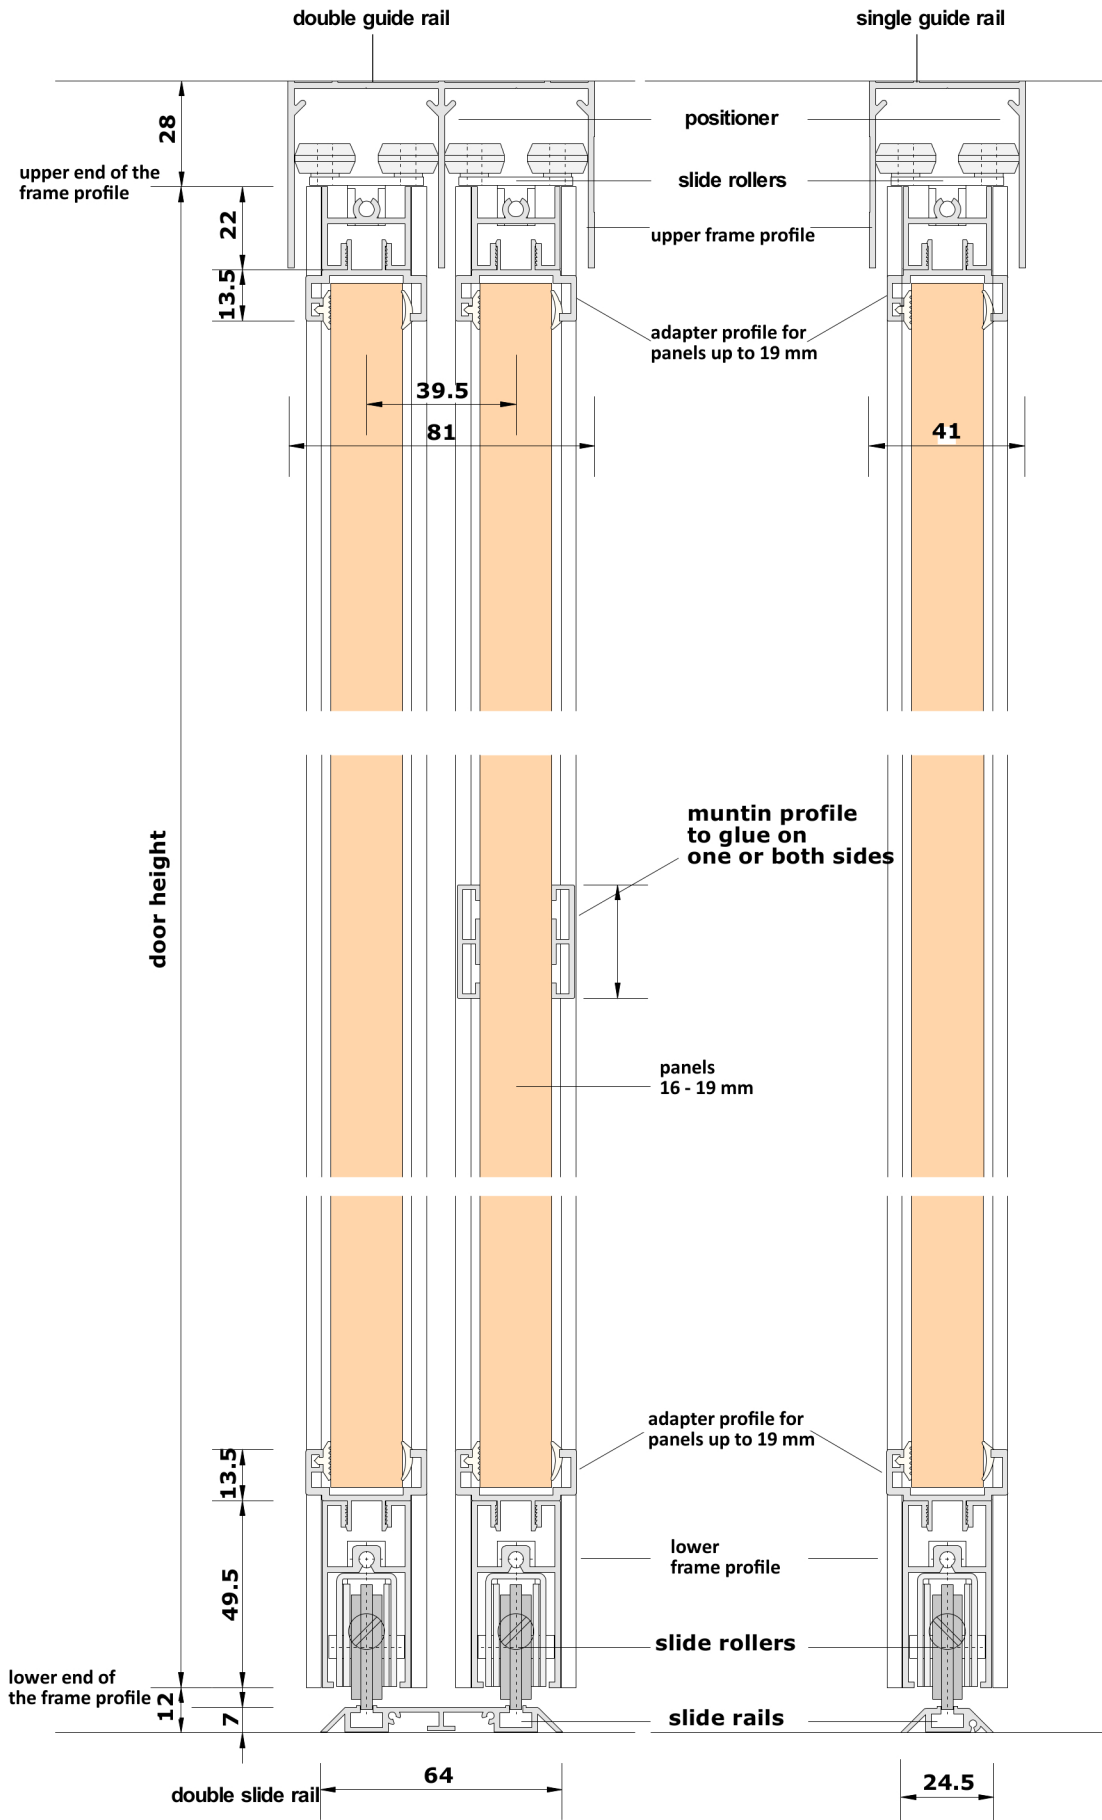 double guide rail
single guide rail
28
positioner
upper end of the
frame profile
slide rollers
22
upper frame profile
13.5
adapter profile for
panels up to 19 mm
39.5
81
41
muntin profile
to glue on
one or both sides
door height
panels
16 - 19 mm
adapter profile for
panels up to 19 mm
13.5
lower
frame profile
49.5
slide rollers
lower end of
the frame profile
12
7
slide rails
double slide rail
64
24.5